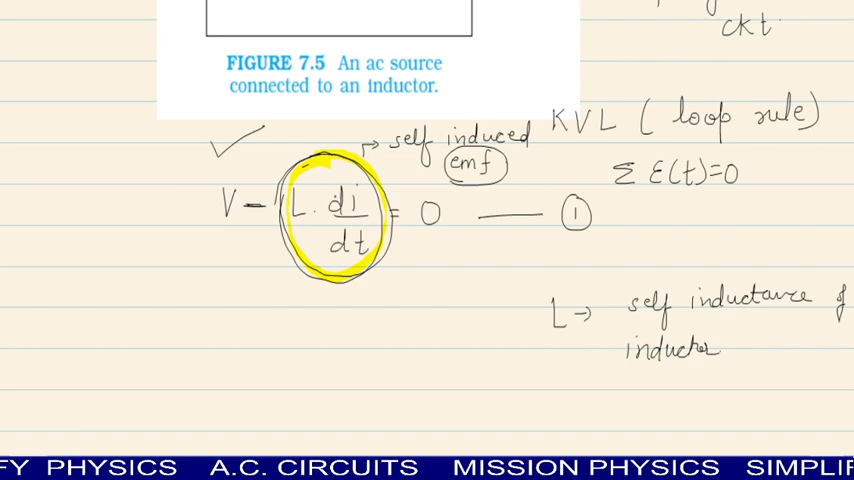 ckt.
FIGURE 7.5 An ac source
connected to an inductor.
→ self induced
emf
KVL ( loop rule)
Σ ε(t)=0
V - L. di/dt = 0 —— ①
L → self inductance of
inductor
FY PHYSICS A.C. CIRCUITS MISSION PHYSICS SIMPLIF